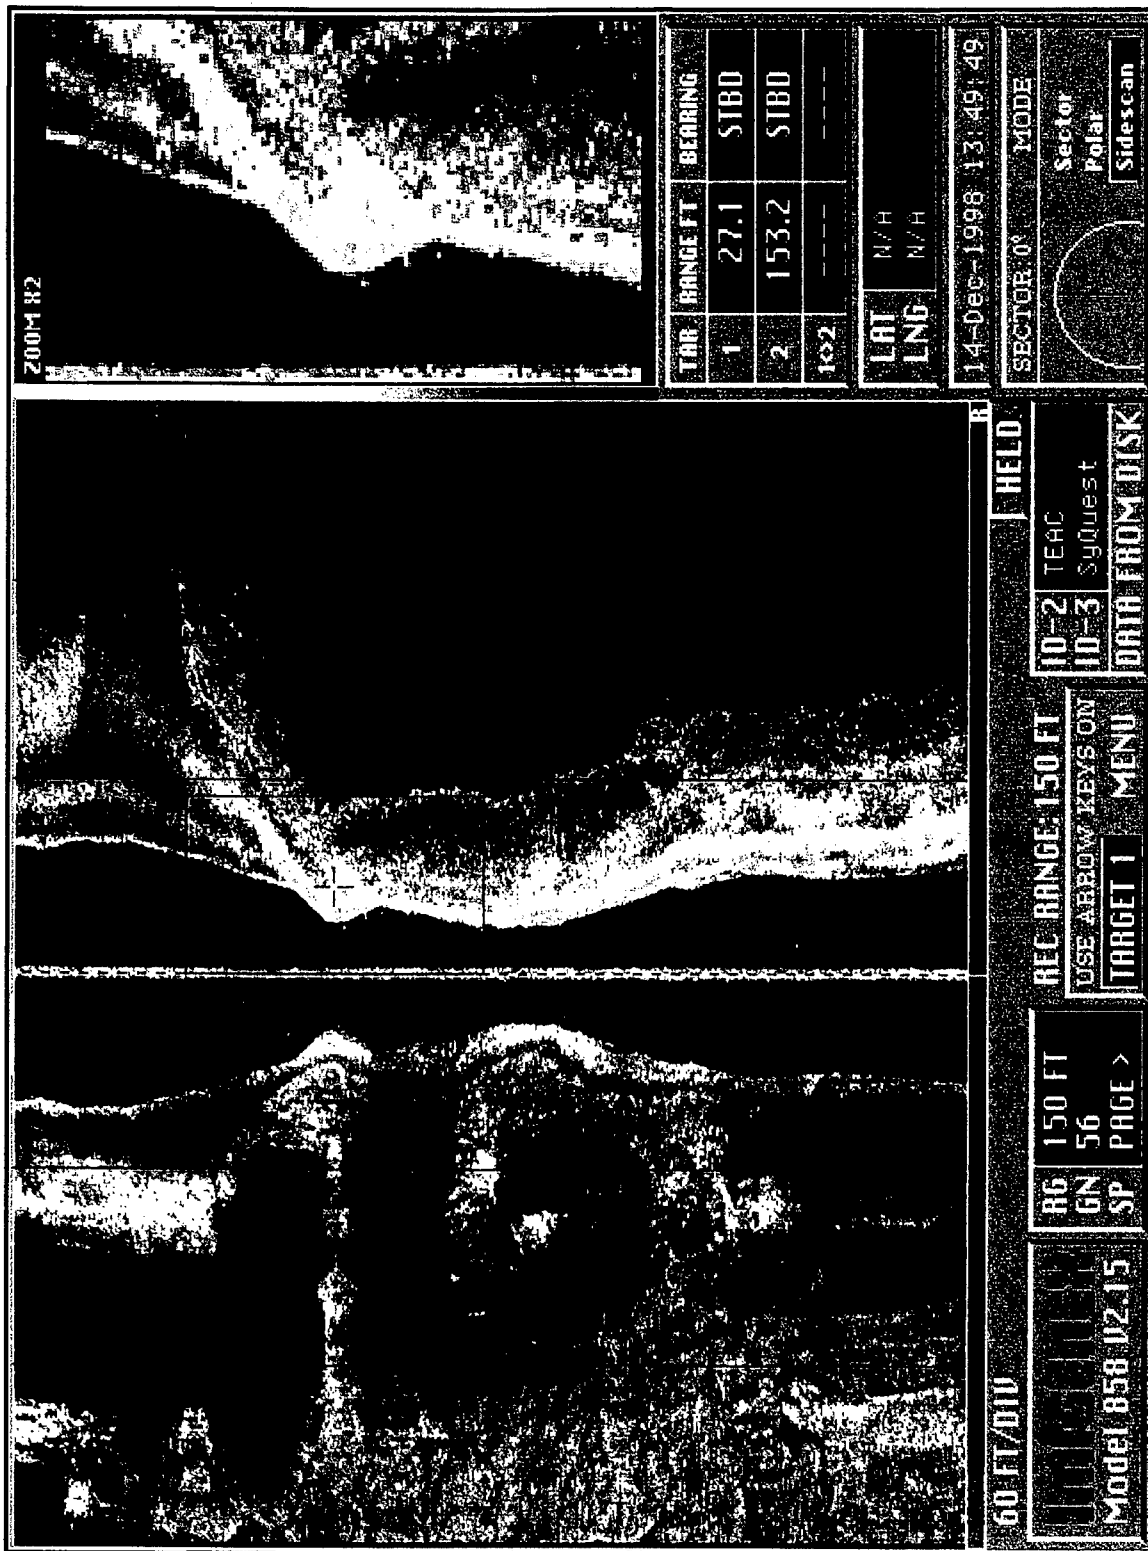 ZOOM X2
TAR RANGE FT BEARING
1 27.1 STBD
2 153.2 STBD
1<>2 ---- ----
LAT N/A
LNG N/A
14-Dec-1998 13:49:49
SECTOR 0° MODE
Sector
Polar
Sidescan
R
60 FT/DIV
HELD
Model 858 V2.15
RG 150 FT
GN 56
SP PAGE >
REC RANGE: 150 FT
USE ARROW KEYS ON
TARGET 1 MENU
ID-2 TEAC
ID-3 SyQuest
DATA FROM DISK